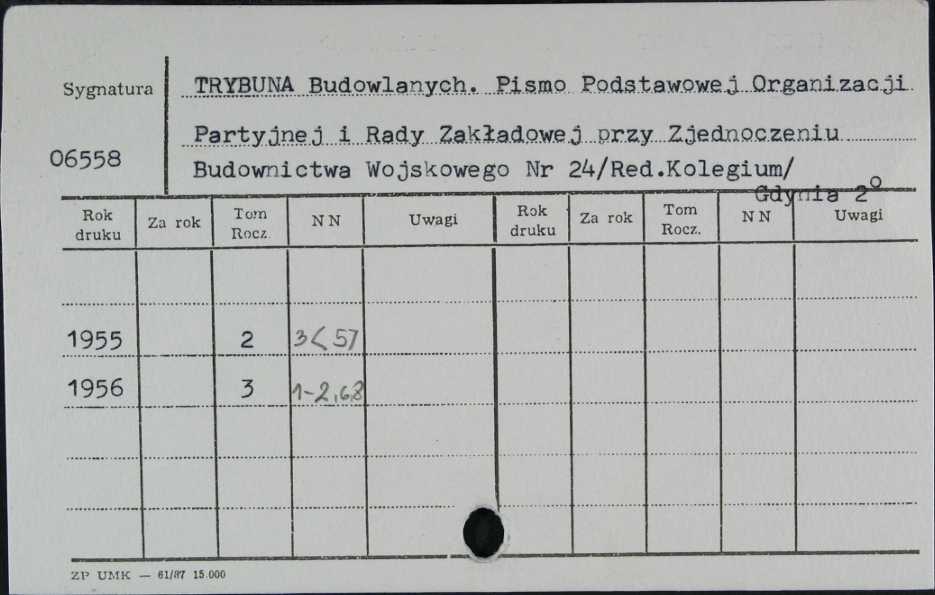 Sygnatura
06558
TRYBUNA Budowlanych. Pismo Podstawowej Organizacji
Partyjnej i Rady Zakładowej przy Zjednoczeniu
Budownictwa Wojskowego Nr 24/Red.Kolegium/
Gdynia 2°
Rok druku Za rok Tom Rocz. NN Uwagi Rok druku Za rok Tom Rocz. NN Uwagi
1955 2 3<57
1956 3 1-2,68
ZP UMK — 61/87 15.000